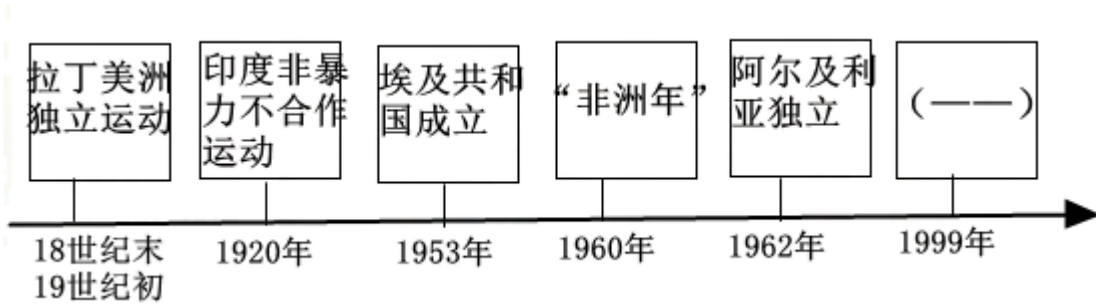 拉丁美洲
独立运动
印度非暴
力不合作
运动
埃及共和
国成立
“非洲年”
阿尔及利
亚独立
（——）
18世纪末
19世纪初
1920年
1953年
1960年
1962年
1999年